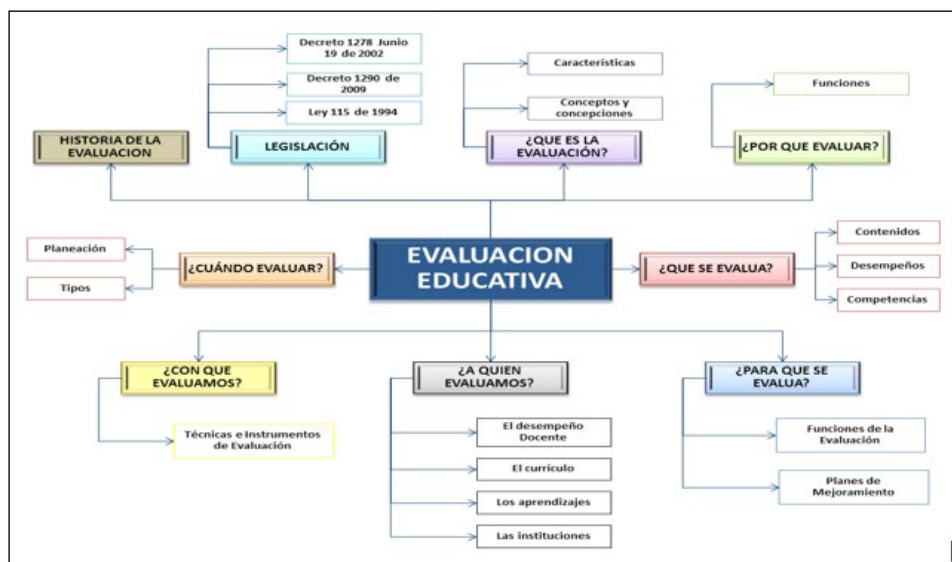 Decreto 1278 Junio
19 de 2002
Decreto 1290 de
2009
Ley 115 de 1994
Características
Conceptos y
concepciones
Funciones
HISTORIA DE LA
EVALUACION
LEGISLACIÓN
¿QUE ES LA
EVALUACIÓN?
¿POR QUE EVALUAR?
Planeación
Tipos
¿CUÁNDO EVALUAR?
EVALUACION
EDUCATIVA
¿QUE SE EVALUA?
Contenidos
Desempeños
Competencias
¿CON QUE
EVALUAMOS?
Técnicas e Instrumentos
de Evaluación
¿A QUIEN
EVALUAMOS?
El desempeño
Docente
El currículo
Los aprendizajes
Las instituciones
¿PARA QUE SE
EVALUA?
Funciones de la
Evaluación
Planes de
Mejoramiento